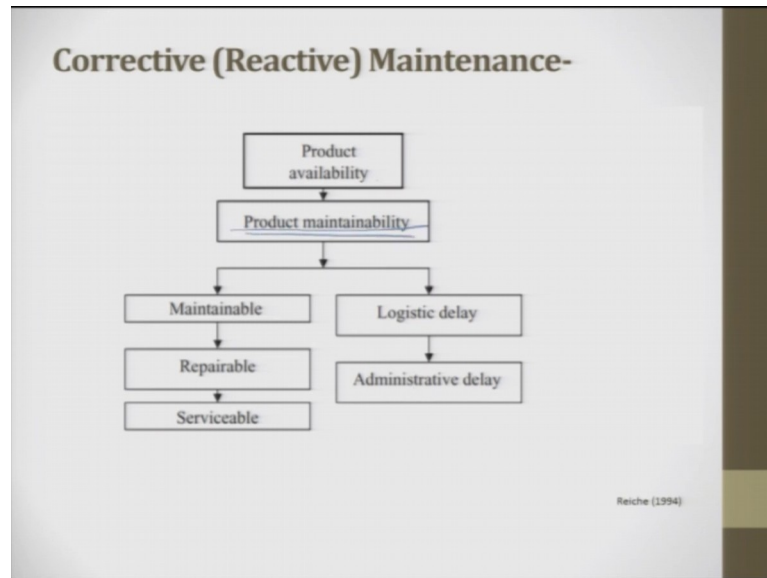 Corrective (Reactive) Maintenance-
Product
availability
Product maintainability
Maintainable
Logistic delay
Repairable
Administrative delay
Serviceable
Reiche (1994)